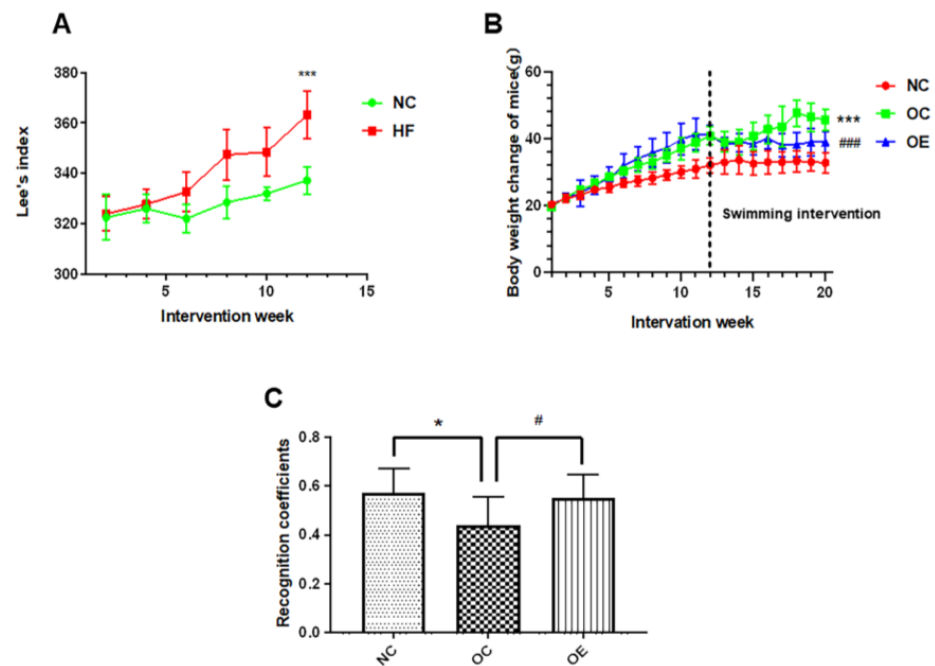 A
Lee's index
380
360
340
320
300
***
NC
HF
5
10
15
Intervention week
B
Body weight change of mice(g)
60
40
20
0
NC
OC
OE
***
###
Swimming intervention
5
10
15
20
Intervation week
C
Recognition coefficients
0.8
0.6
0.4
0.2
0.0
*
#
NC
OC
OE